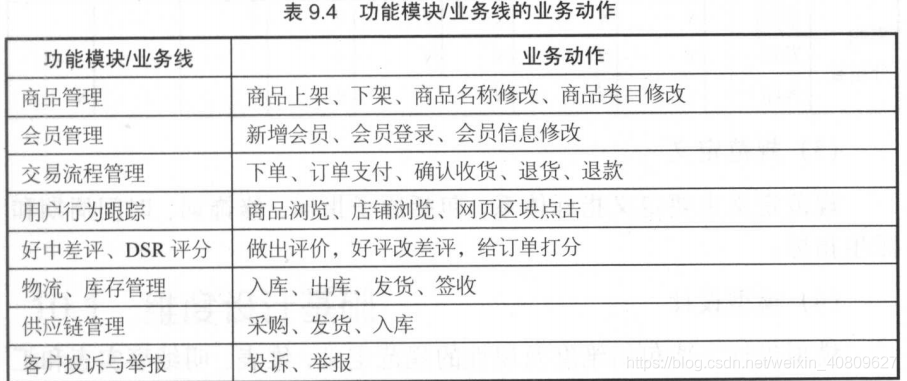 表 9.4 功能模块/业务线的业务动作
功能模块/业务线 业务动作
商品管理 商品上架、下架、商品名称修改、商品类目修改
会员管理 新增会员、会员登录、会员信息修改
交易流程管理 下单、订单支付、确认收货、退货、退款
用户行为跟踪 商品浏览、店铺浏览、网页区块点击
好中差评、DSR 评分 做出评价，好评改差评，给订单打分
物流、库存管理 入库、出库、发货、签收
供应链管理 采购、发货、入库
客户投诉与举报 投诉、举报
https://blog.csdn.net/weixin_40809627